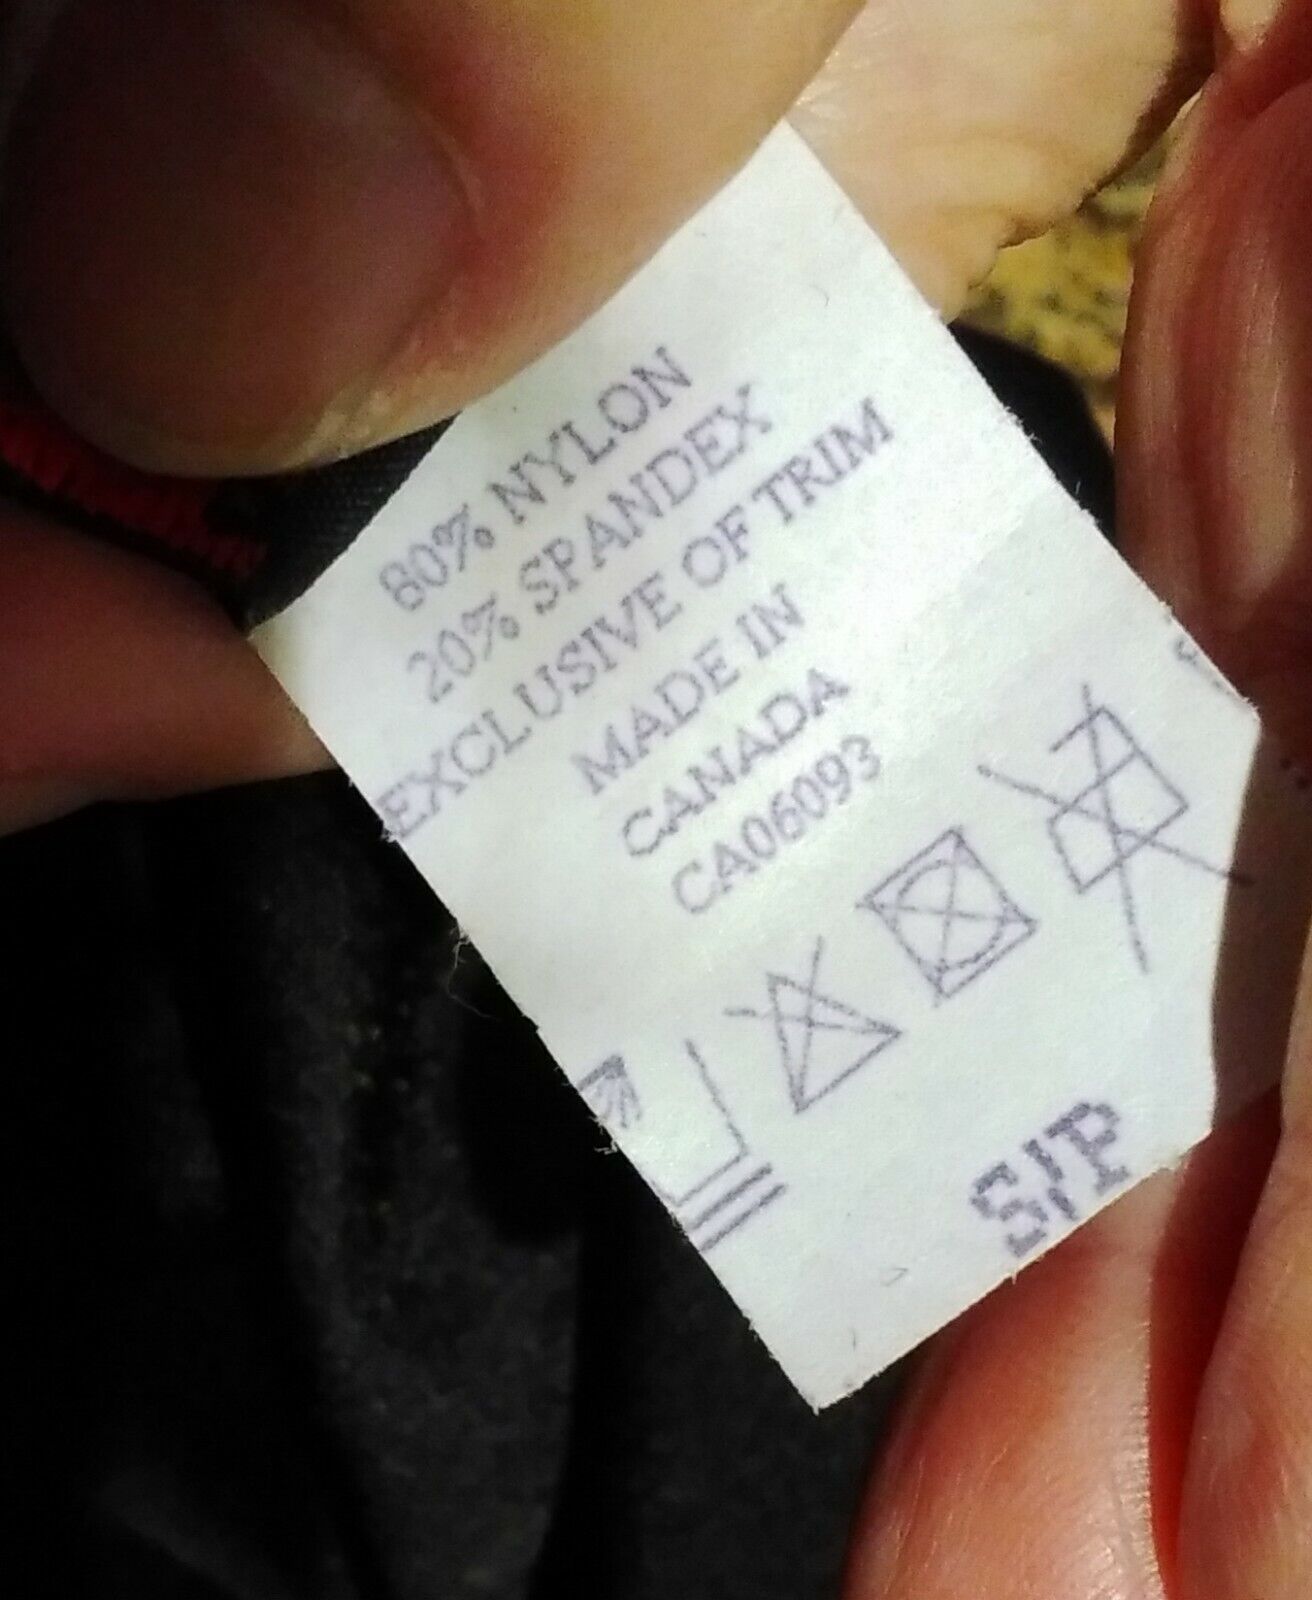 80% NYLON
20% SPANDEX
EXCLUSIVE OF TRIM
MADE IN
CANADA
CA06093
S/P